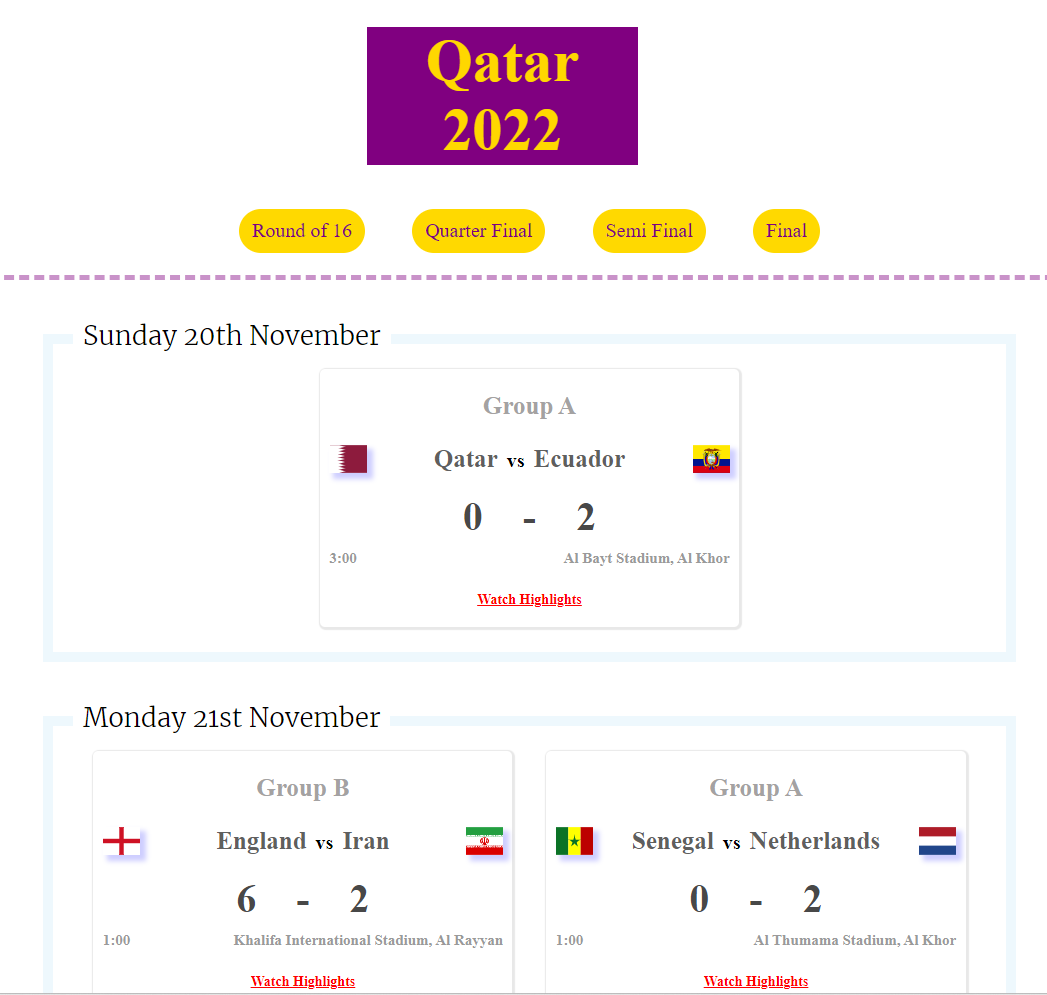 Qatar
2022
Round of 16
Quarter Final
Semi Final
Final
Sunday 20th November
Group A
Qatar vs Ecuador
0 - 2
3:00
Al Bayt Stadium, Al Khor
Watch Highlights
Monday 21st November
Group B
England vs Iran
6 - 2
1:00
Khalifa International Stadium, Al Rayyan
Watch Highlights
Group A
Senegal vs Netherlands
0 - 2
1:00
Al Thumama Stadium, Al Khor
Watch Highlights